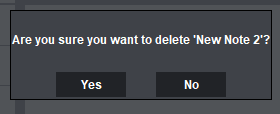 Are you sure you want to delete 'New Note 2'?
Yes
No